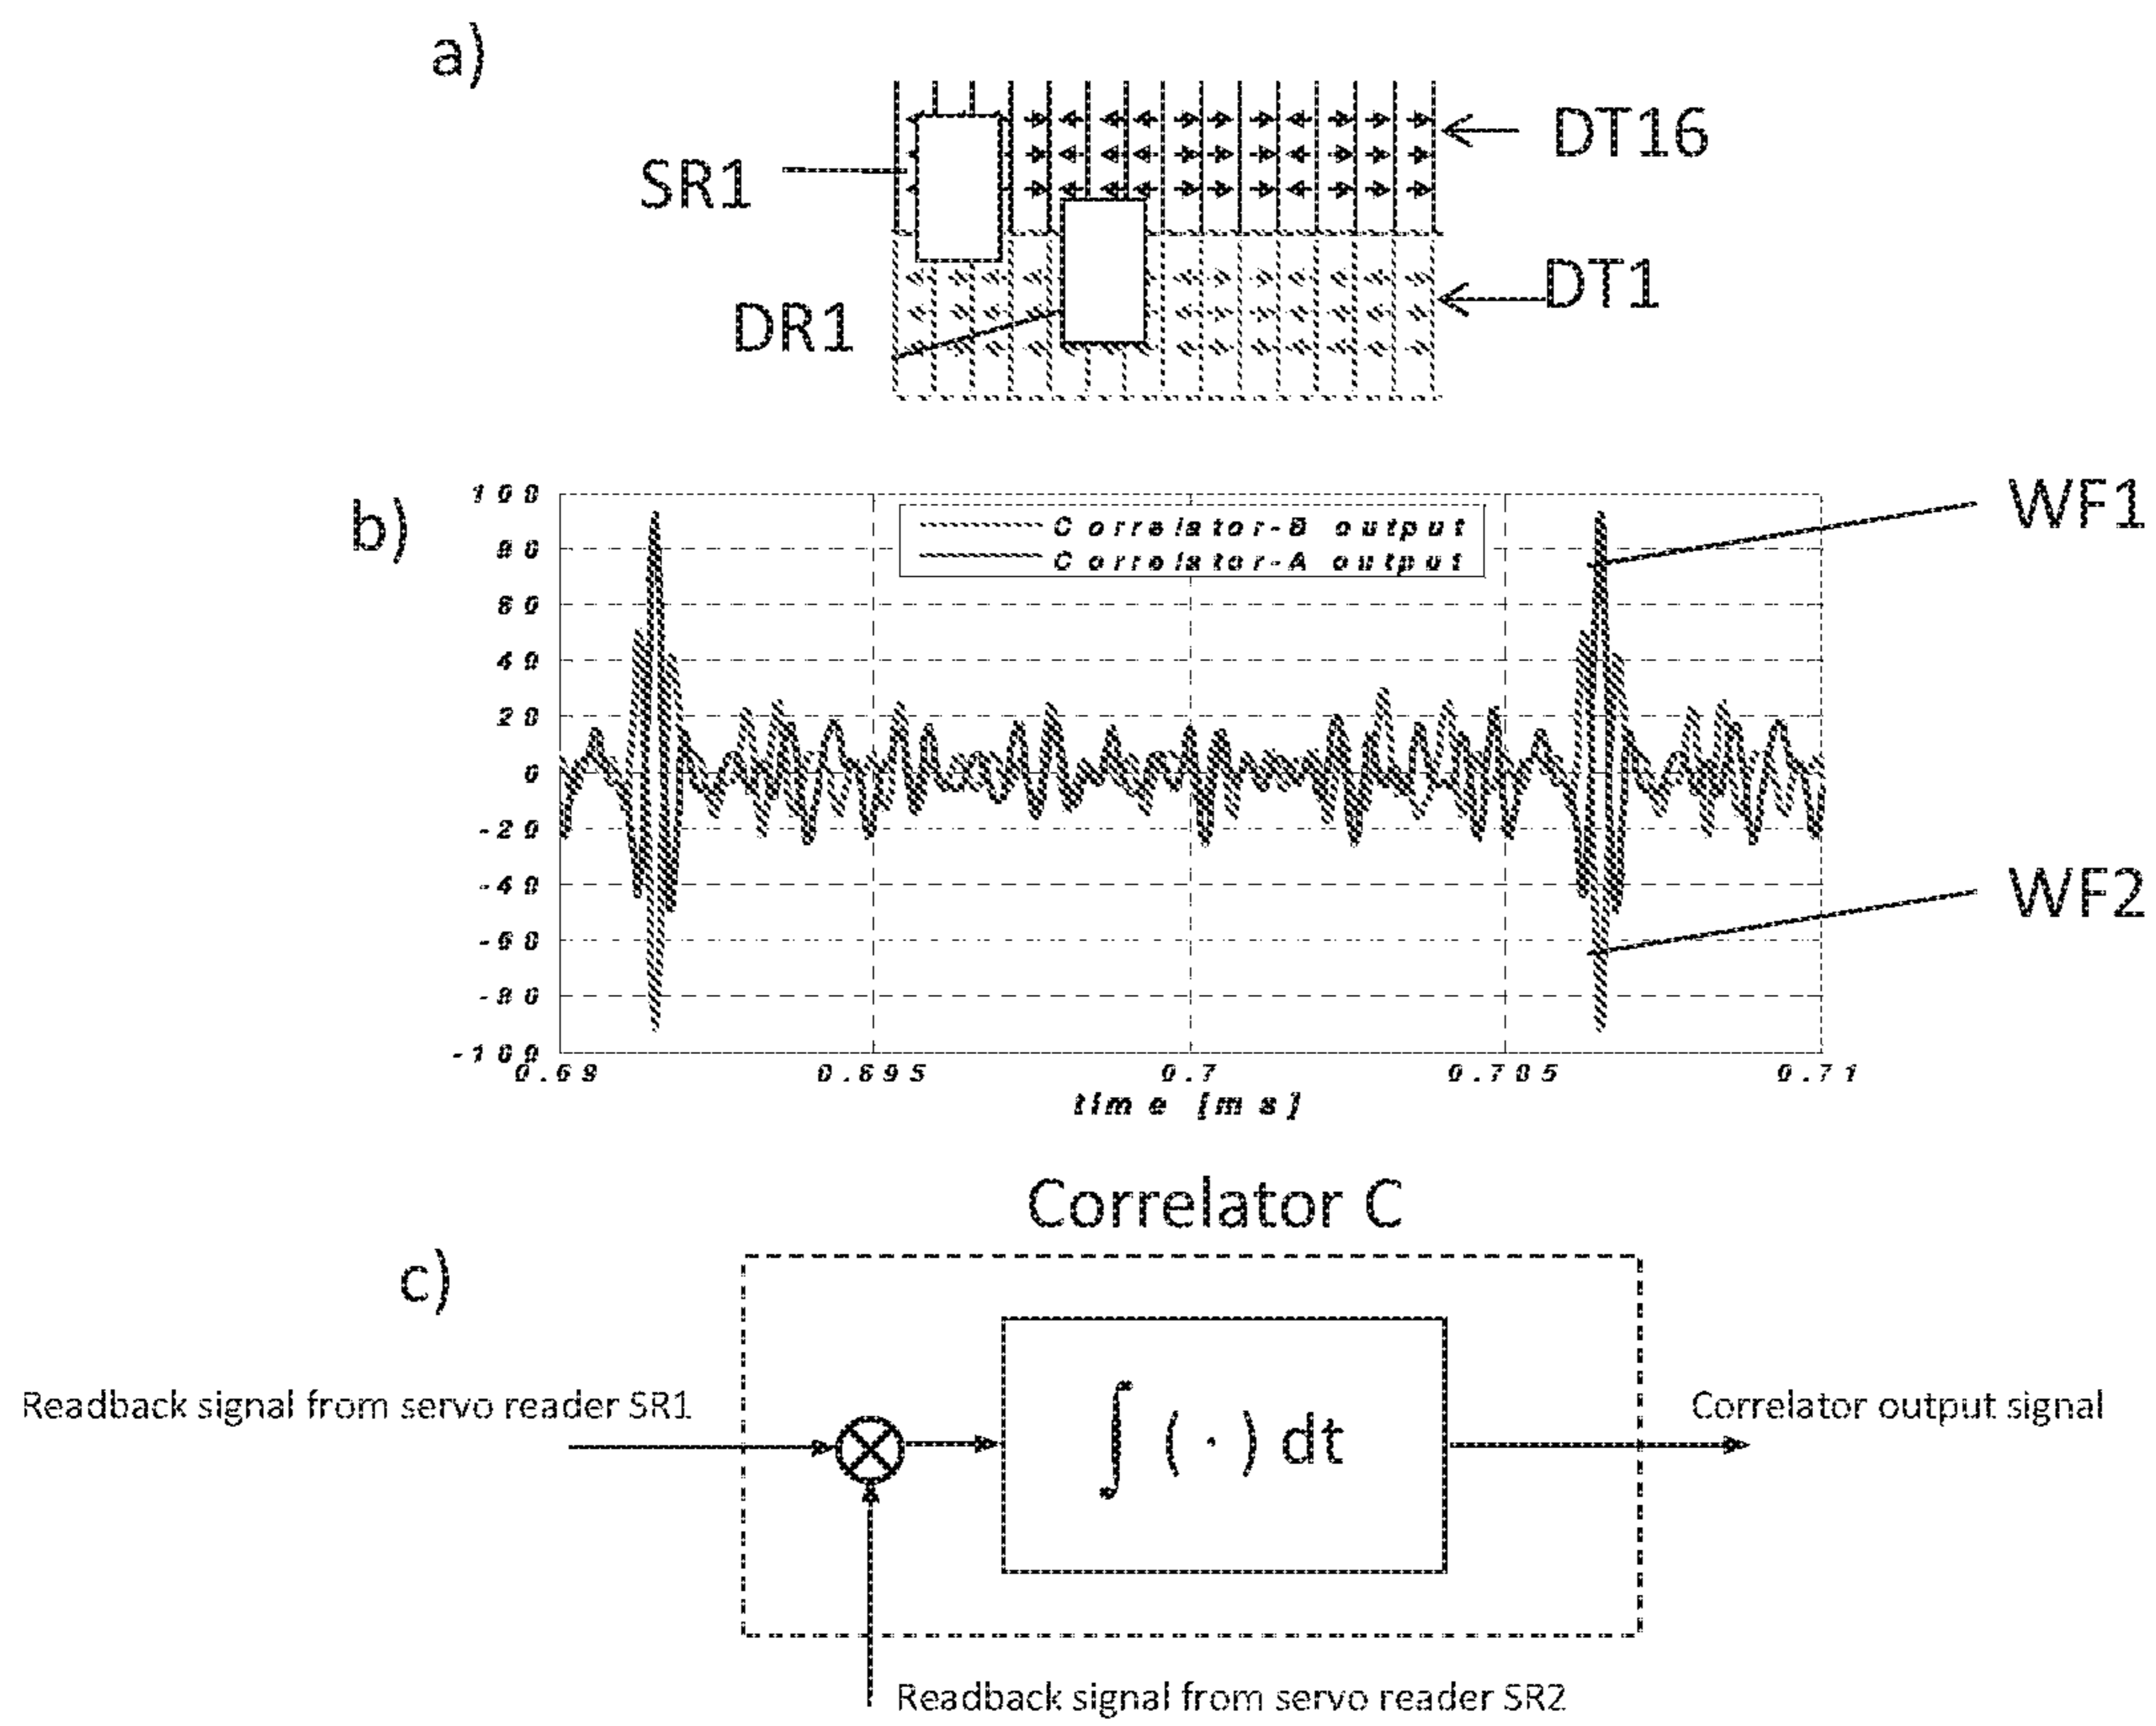 a)
DT16
SR1
DT1
DR1
b)
100
80
60
40
20
0
-20
-40
-60
-80
-100
Correlator-B output
Correlator-A output
WF1
WF2
0.69
0.695
0.7
0.705
0.71
time [ms]
Correlator C
c)
Readback signal from servo reader SR1
∫ ( · ) dt
Correlator output signal
Readback signal from servo reader SR2